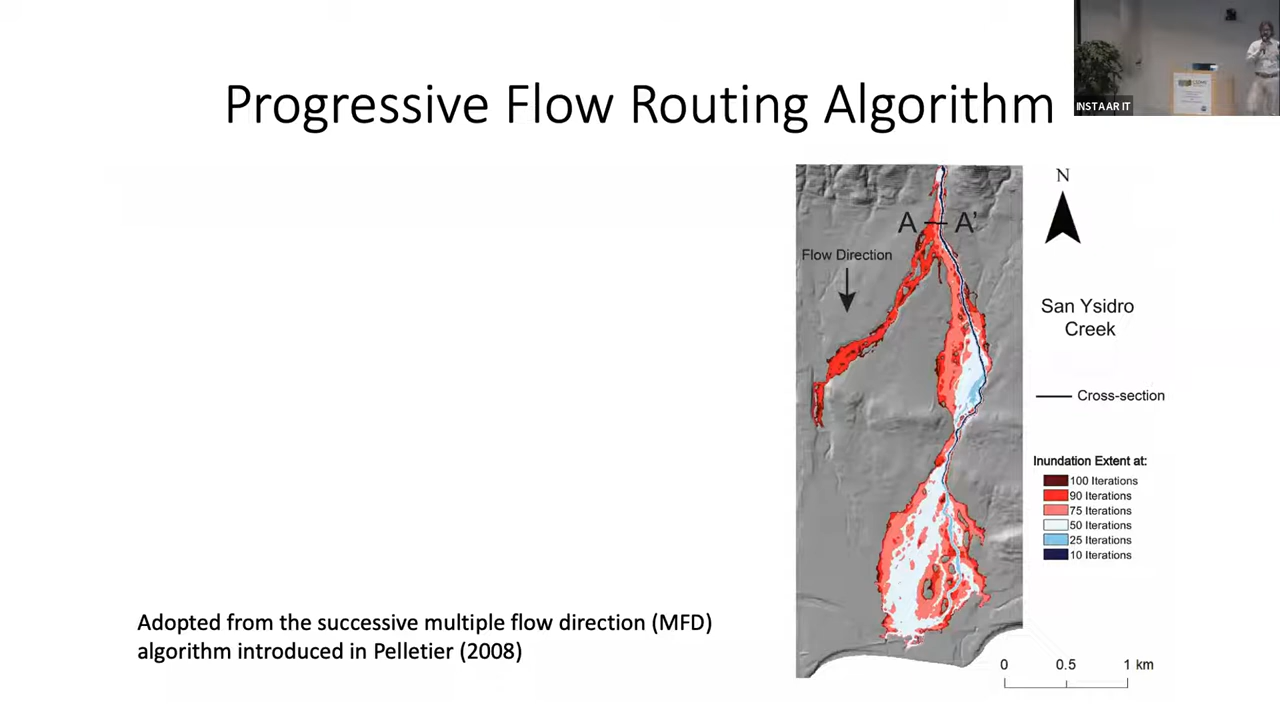 Progressive Flow Routing Algorithm
INSTAAR IT
N
A — A'
Flow Direction
San Ysidro
Creek
Cross-section
Inundation Extent at:
100 Iterations
90 Iterations
75 Iterations
50 Iterations
25 Iterations
10 Iterations
Adopted from the successive multiple flow direction (MFD)
algorithm introduced in Pelletier (2008)
0 0.5 1 km